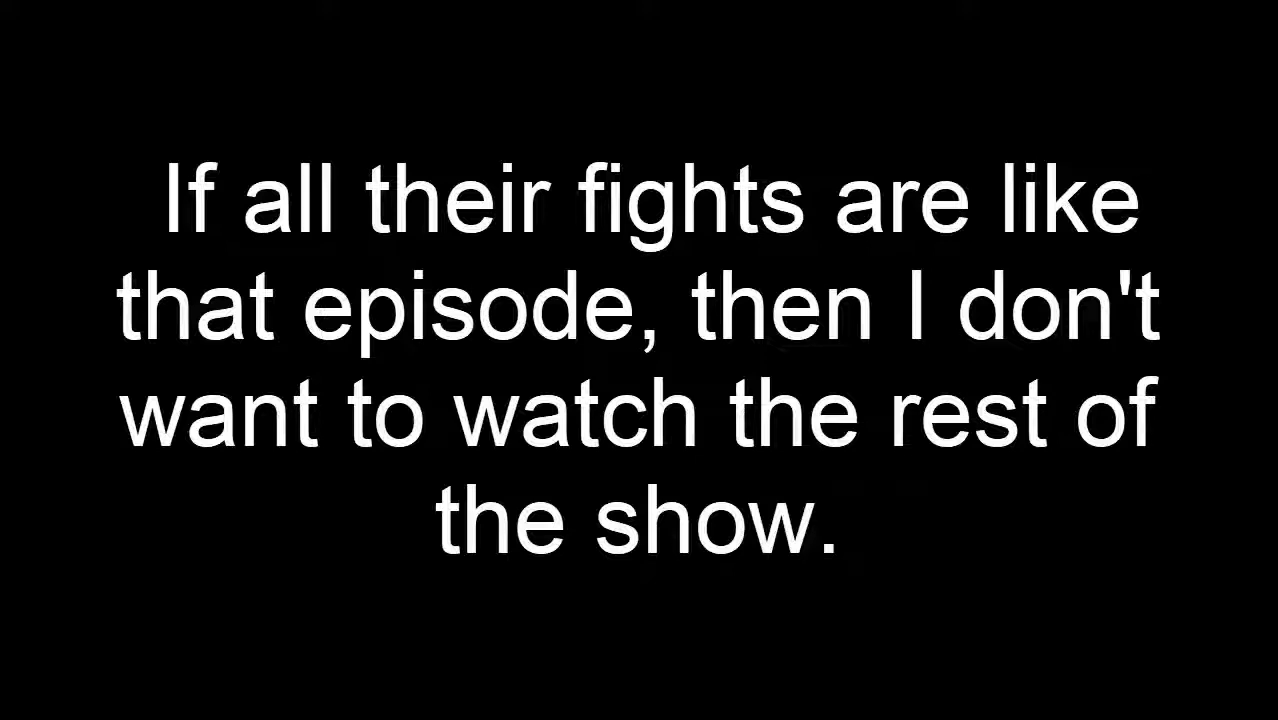 If all their fights are like
that episode, then I don't
want to watch the rest of
the show.